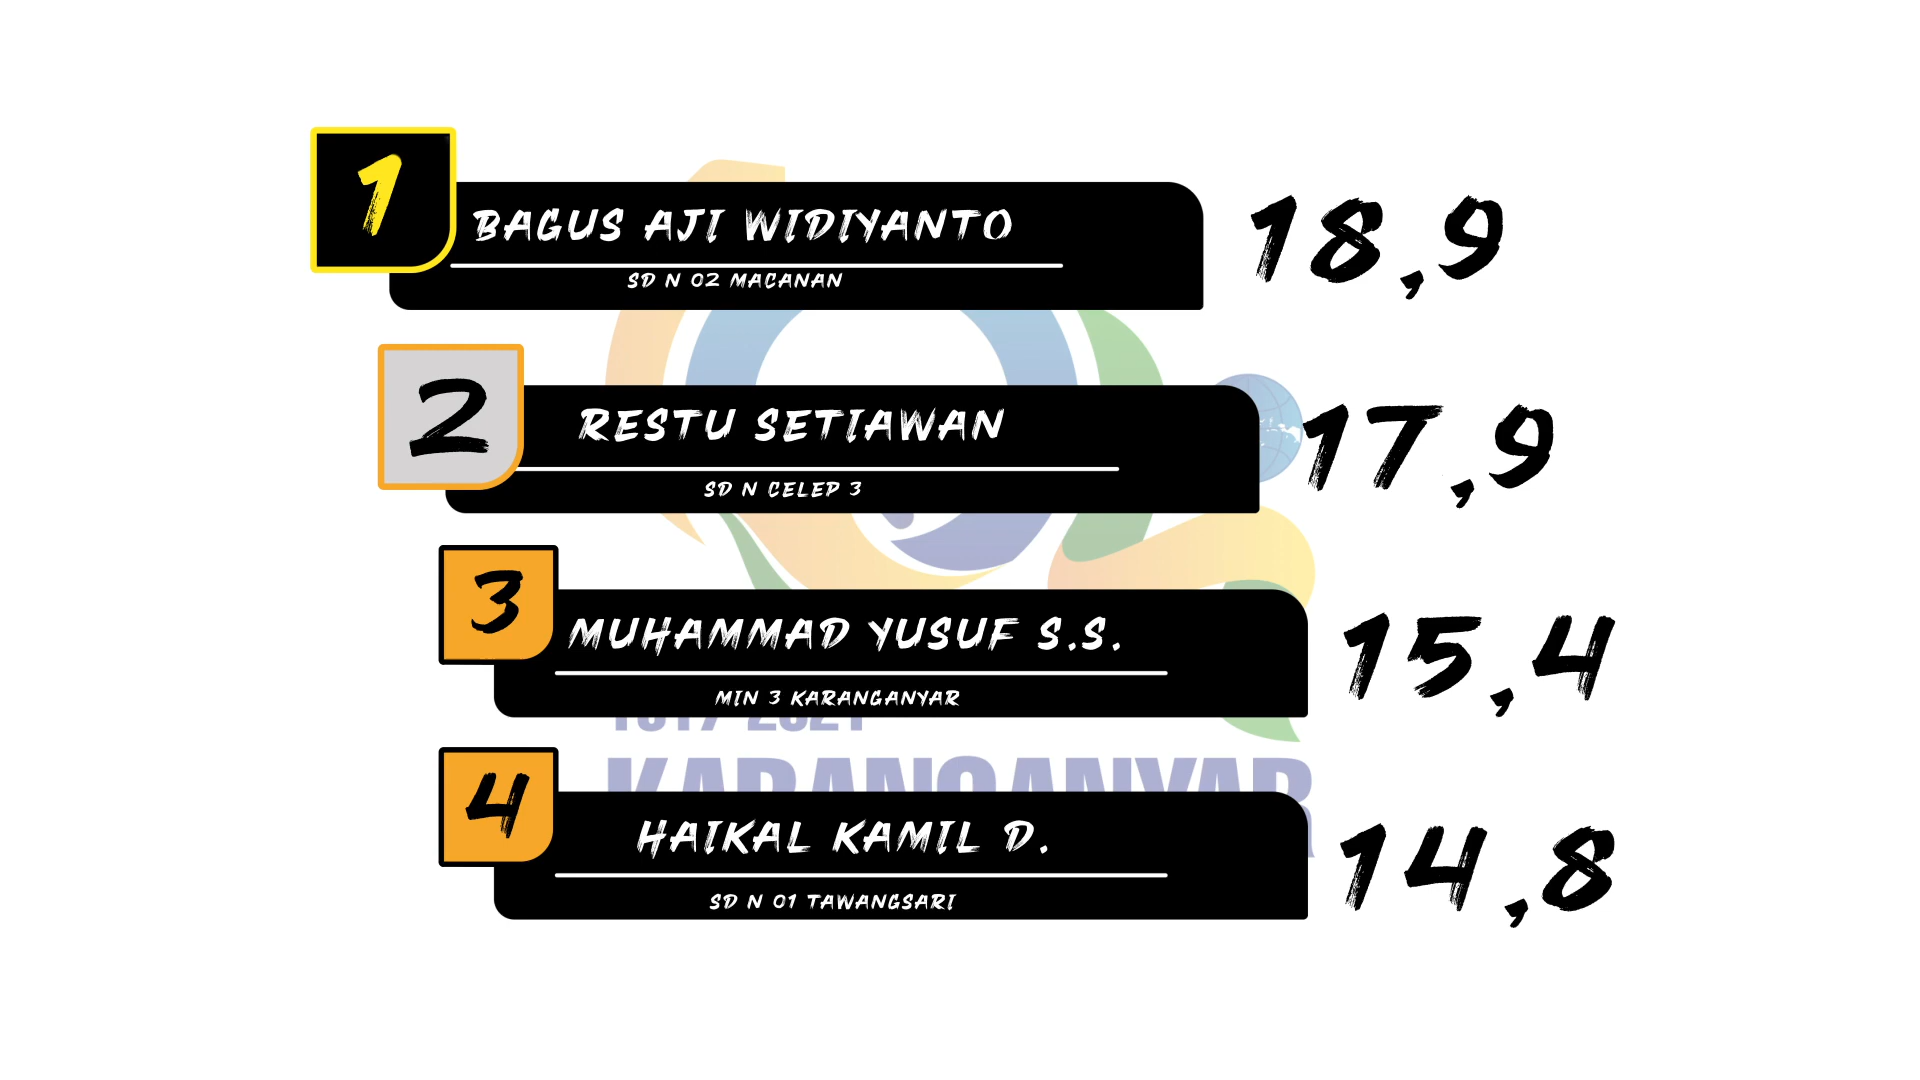 1
BAGUS AJI WIDIYANTO
18,9
SD N 02 MACANAN
2
RESTU SETIAWAN
17,9
SD N CELEP 3
3
MUHAMMAD YUSUF S.S.
15,4
MIN 3 KARANGANYAR
KARANGANYAR
4
HAIKAL KAMIL D.
14,8
SD N 01 TAWANGSARI